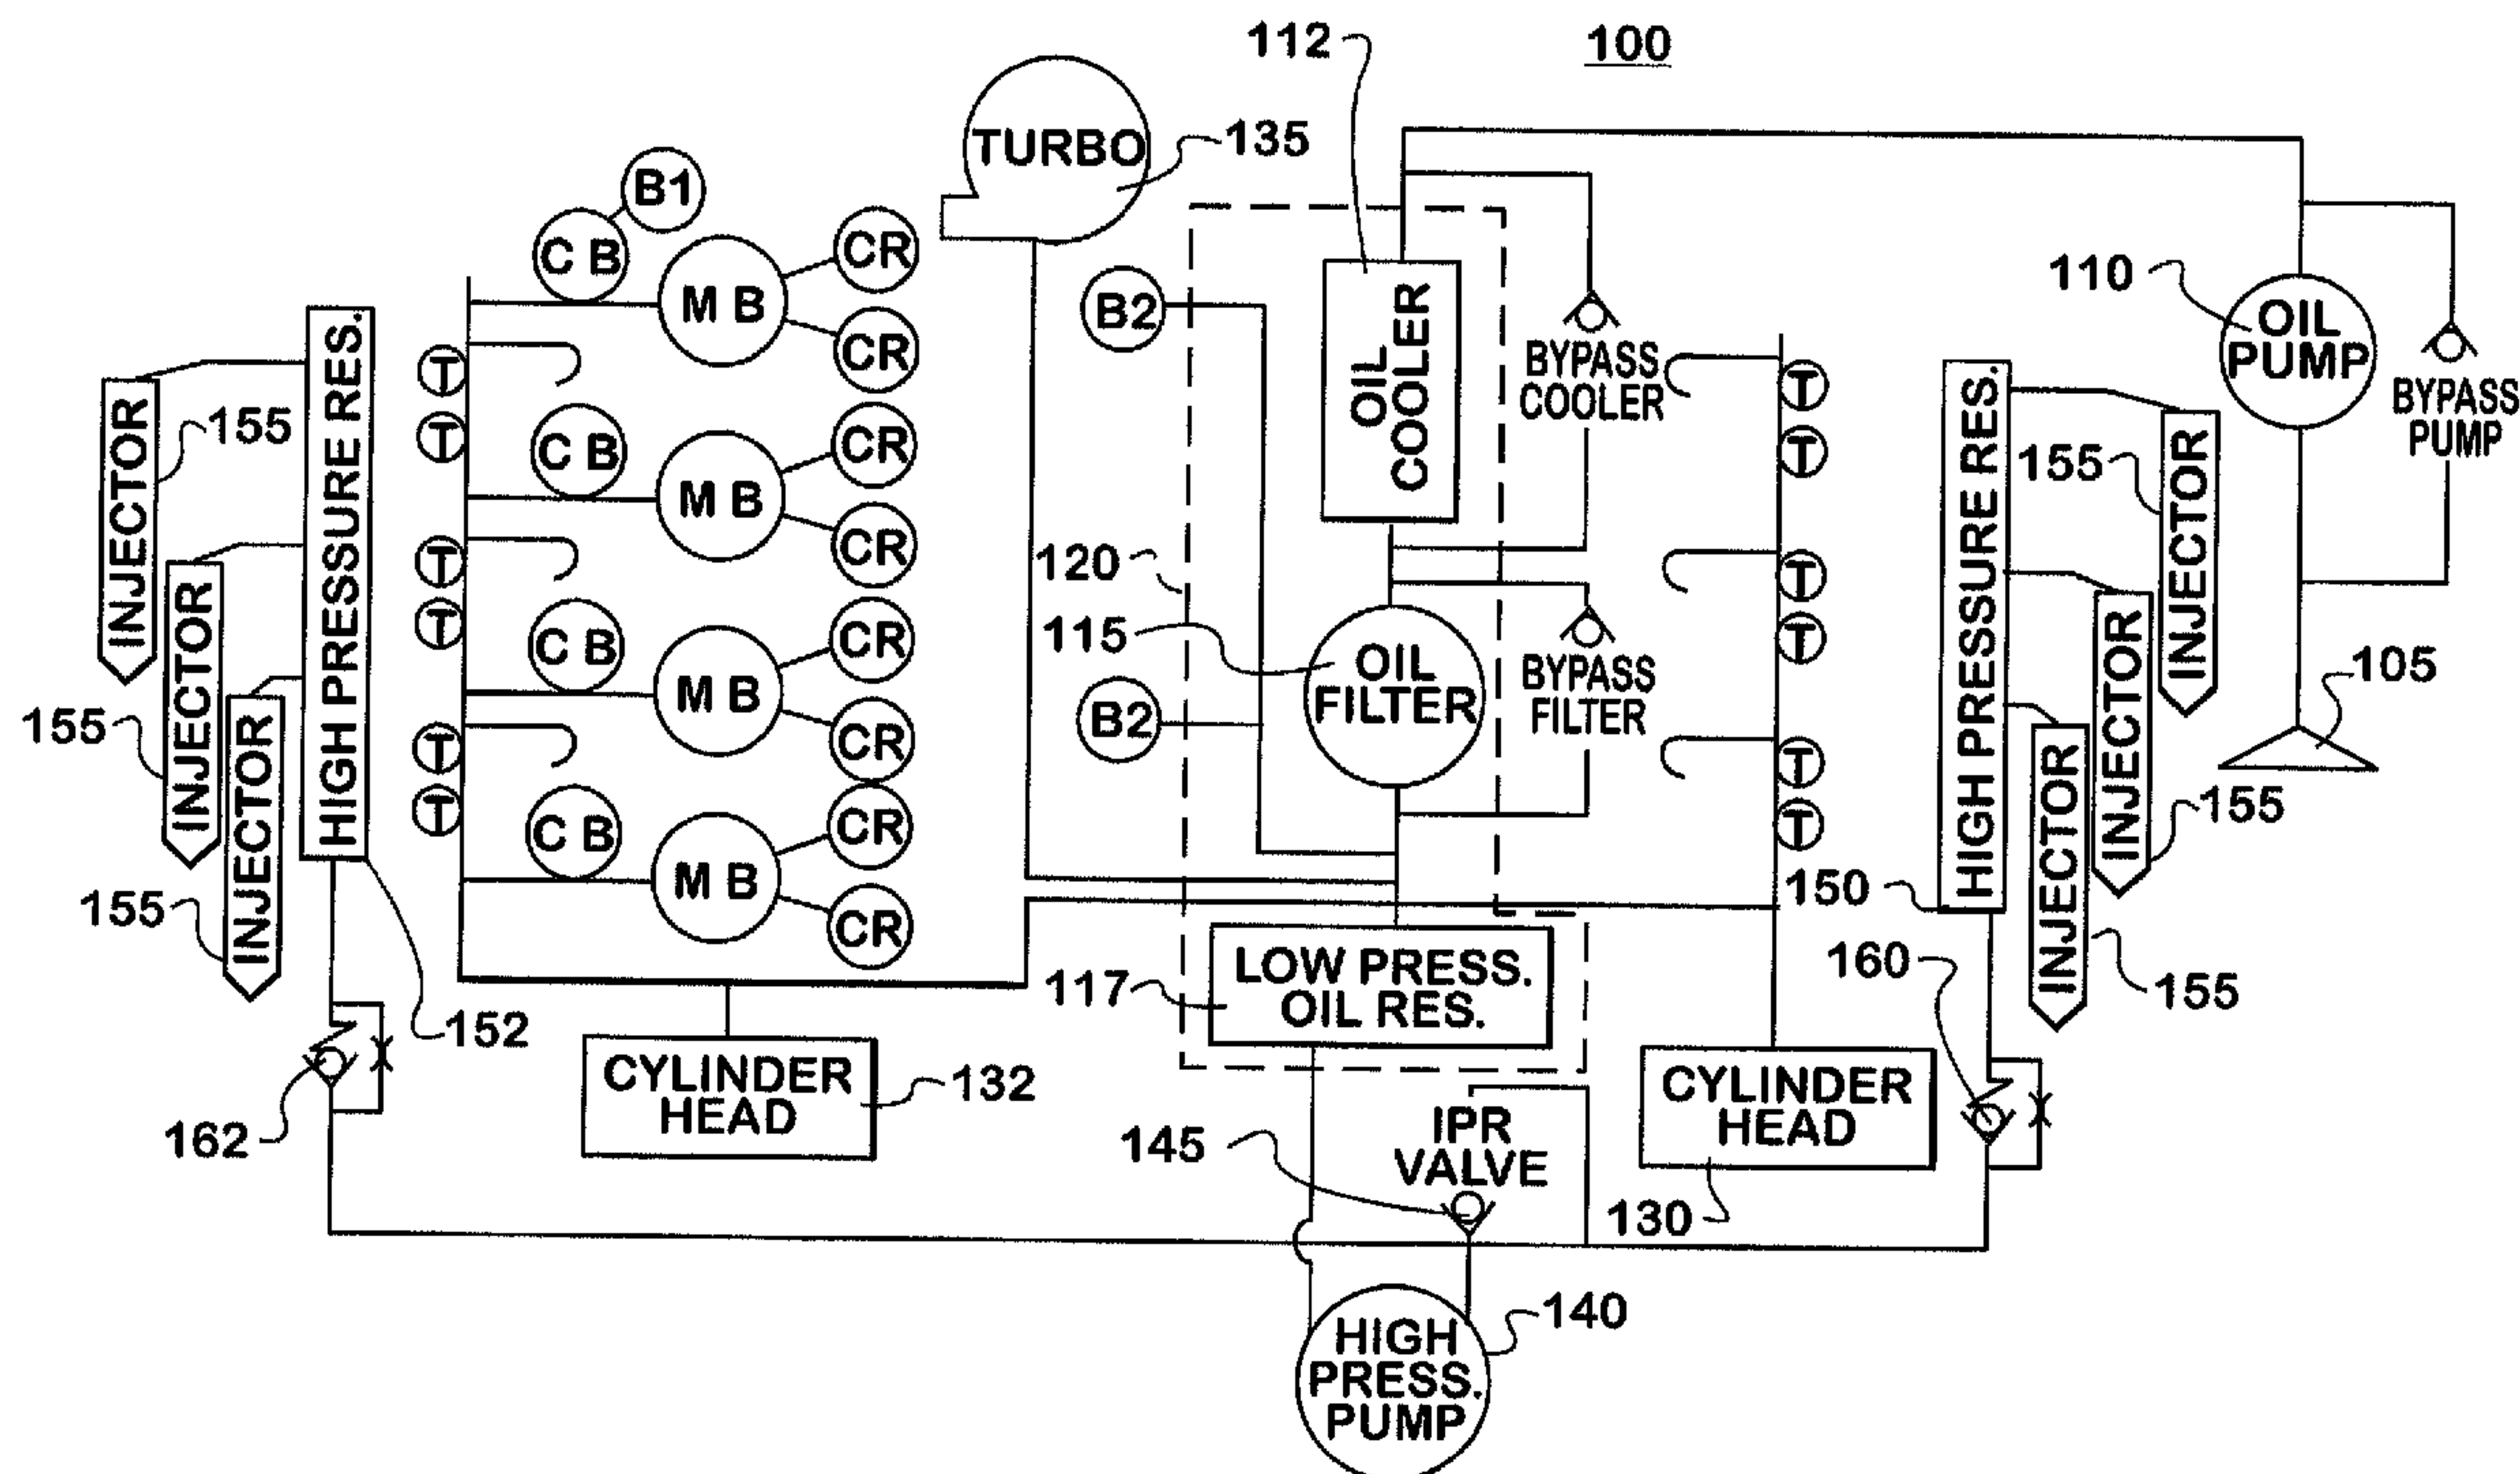 112
100
TURBO
135
B1
C B
M B
CR
CR
B2
OIL
COOLER
BYPASS
COOLER
110
OIL
PUMP
BYPASS
PUMP
HIGH PRESSURE RES.
INJECTOR
155
INJECTOR
155
INJECTOR
155
T
T
T
T
T
T
C B
M B
CR
CR
C B
M B
CR
CR
C B
M B
CR
CR
120
115
OIL
FILTER
B2
BYPASS
FILTER
T
T
T
T
T
T
HIGH PRESSURE RES.
155
INJECTOR
INJECTOR
155
INJECTOR
155
105
150
160
117
LOW PRESS.
OIL RES.
152
162
CYLINDER
HEAD
132
145
IPR
VALVE
CYLINDER
HEAD
130
HIGH
PRESS.
PUMP
140